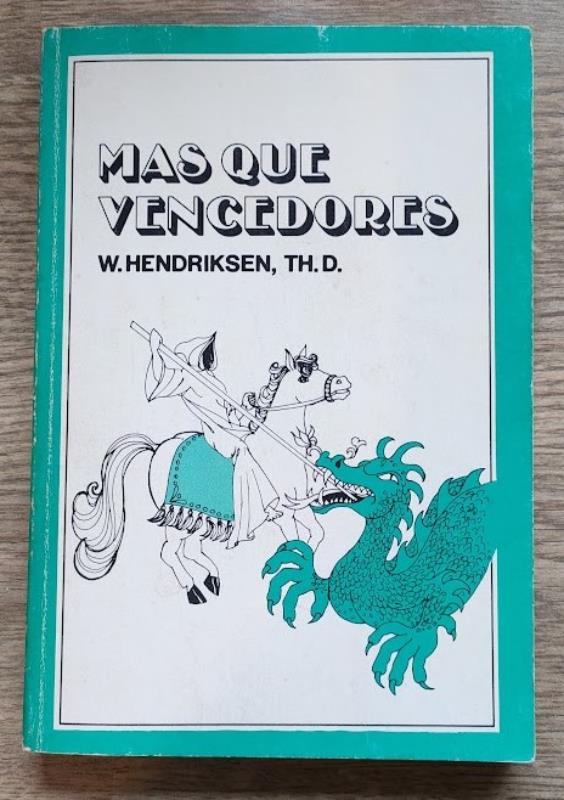 MAS QUE
VENCEDORES
W. HENDRIKSEN, TH. D.